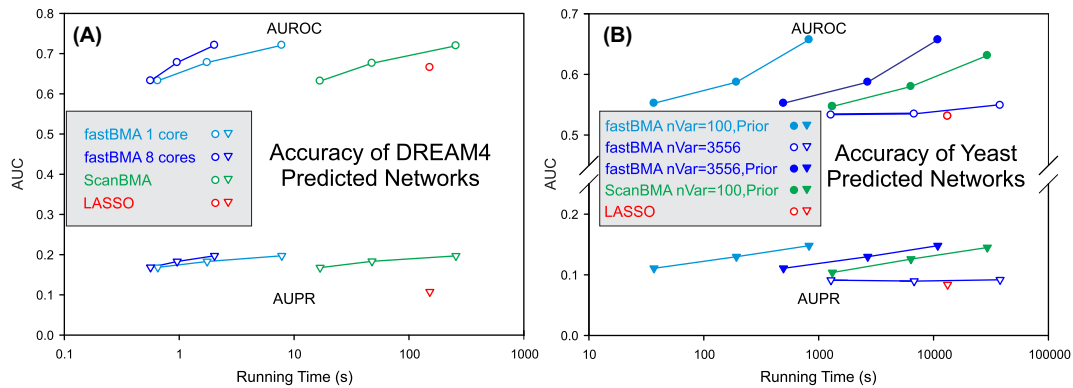 (A)
AUROC
0.8
0.7
0.6
0.5
0.4
0.3
0.2
0.1
0.0
AUC
fastBMA 1 core
fastBMA 8 cores
ScanBMA
LASSO
Accuracy of DREAM4
Predicted Networks
AUPR
0.1
1
10
100
1000
Running Time (s)
(B)
AUROC
0.7
0.6
0.5
0.2
0.1
0.0
AUC
fastBMA nVar=100,Prior
fastBMA nVar=3556
fastBMA nVar=3556,Prior
ScanBMA nVar=100,Prior
LASSO
Accuracy of Yeast
Predicted Networks
AUPR
10
100
1000
10000
100000
Running Time (s)